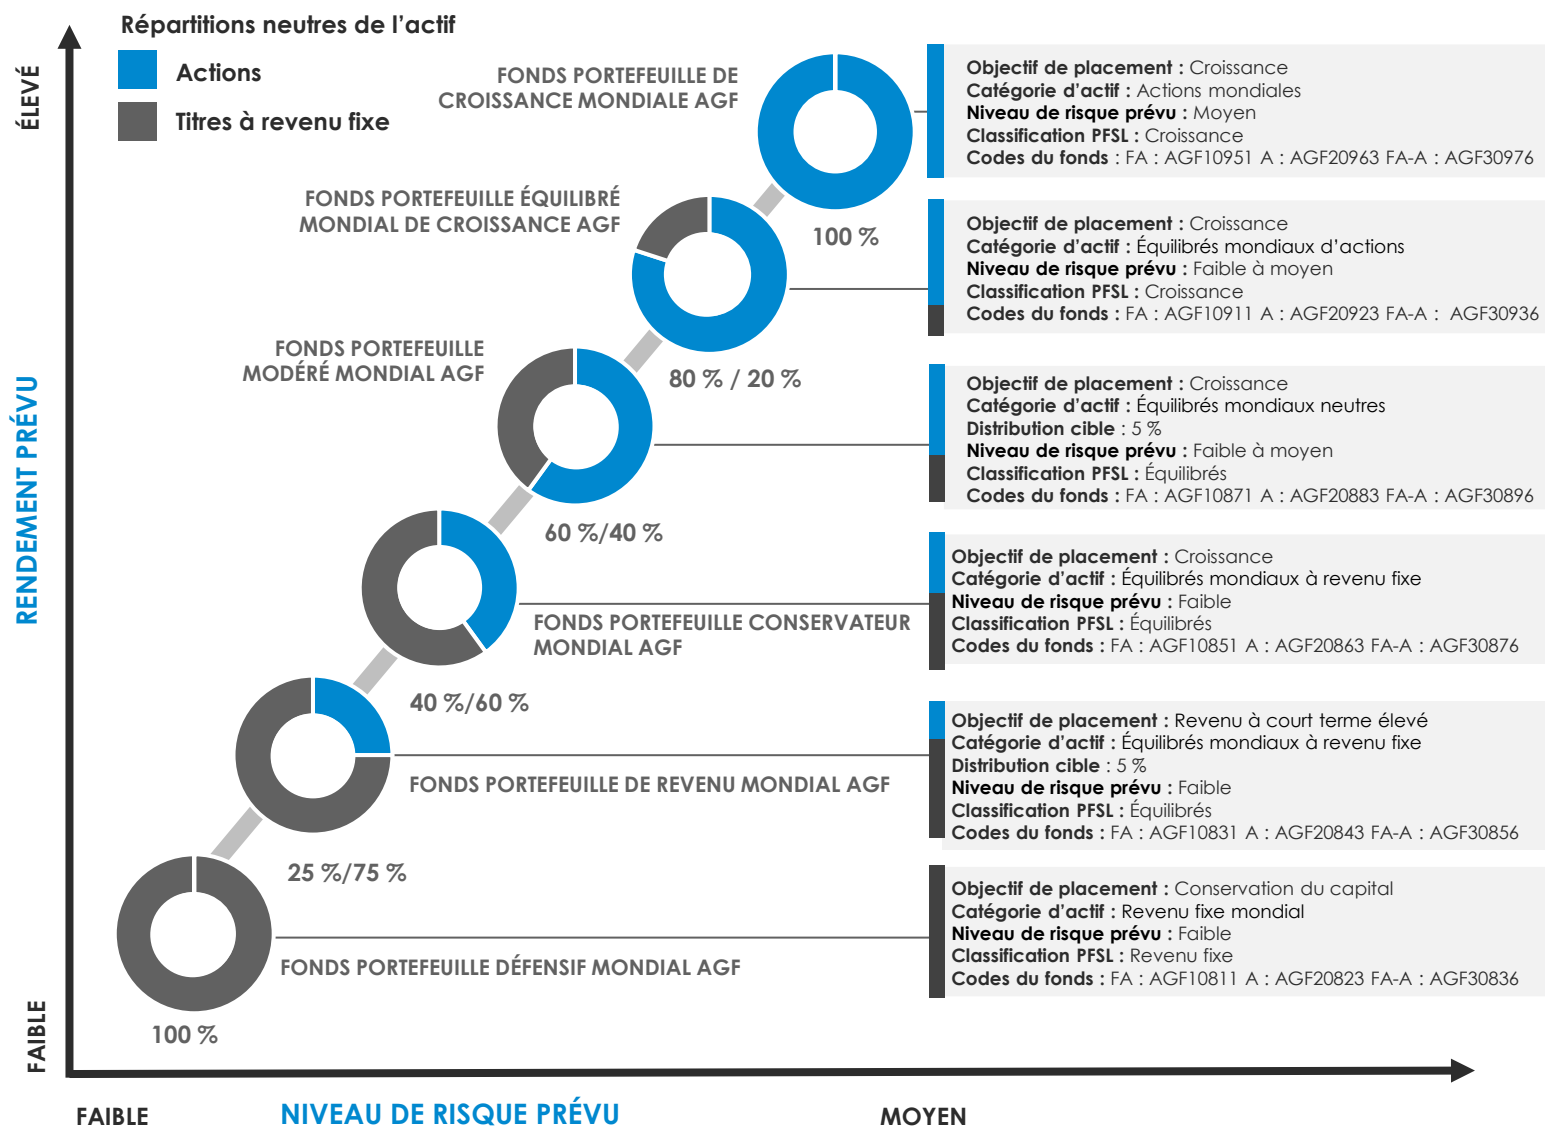 Répartitions neutres de l'actif
Actions
Titres à revenu fixe
ÉLEVÉ
RENDEMENT PRÉVU
FAIBLE
FONDS PORTEFEUILLE DE
CROISSANCE MONDIALE AGF
100 %
Objectif de placement : Croissance
Catégorie d'actif : Actions mondiales
Niveau de risque prévu : Moyen
Classification PFSL : Croissance
Codes du fonds : FA : AGF10951 A : AGF20963 FA-A : AGF30976
FONDS PORTEFEUILLE ÉQUILIBRÉ
MONDIAL DE CROISSANCE AGF
80 % / 20 %
Objectif de placement : Croissance
Catégorie d'actif : Équilibrés mondiaux d'actions
Niveau de risque prévu : Faible à moyen
Classification PFSL : Croissance
Codes du fonds : FA : AGF10911 A : AGF20923 FA-A : AGF30936
FONDS PORTEFEUILLE
MODÉRÉ MONDIAL AGF
60 %/40 %
Objectif de placement : Croissance
Catégorie d'actif : Équilibrés mondiaux neutres
Distribution cible : 5 %
Niveau de risque prévu : Faible à moyen
Classification PFSL : Équilibrés
Codes du fonds : FA : AGF10871 A : AGF20883 FA-A : AGF30896
FONDS PORTEFEUILLE CONSERVATEUR
MONDIAL AGF
40 %/60 %
Objectif de placement : Croissance
Catégorie d'actif : Équilibrés mondiaux à revenu fixe
Niveau de risque prévu : Faible
Classification PFSL : Équilibrés
Codes du fonds : FA : AGF10851 A : AGF20863 FA-A : AGF30876
FONDS PORTEFEUILLE DE REVENU MONDIAL AGF
25 %/75 %
Objectif de placement : Revenu à court terme élevé
Catégorie d'actif : Équilibrés mondiaux à revenu fixe
Distribution cible : 5 %
Niveau de risque prévu : Faible
Classification PFSL : Équilibrés
Codes du fonds : FA : AGF10831 A : AGF20843 FA-A : AGF30856
FONDS PORTEFEUILLE DÉFENSIF MONDIAL AGF
100 %
Objectif de placement : Conservation du capital
Catégorie d'actif : Revenu fixe mondial
Niveau de risque prévu : Faible
Classification PFSL : Revenu fixe
Codes du fonds : FA : AGF10811 A : AGF20823 FA-A : AGF30836
FAIBLE
NIVEAU DE RISQUE PRÉVU
MOYEN